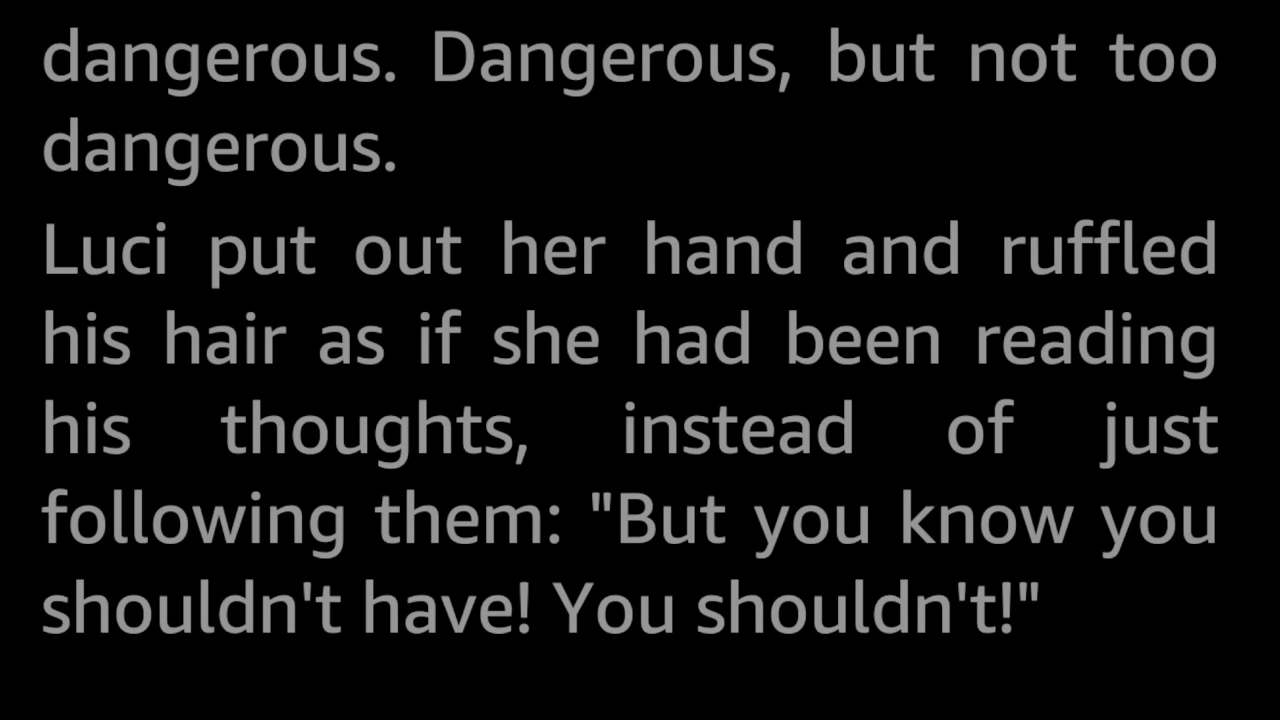 dangerous. Dangerous, but not too
dangerous.
Luci put out her hand and ruffled
his hair as if she had been reading
his thoughts, instead of just
following them: "But you know you
shouldn't have! You shouldn't!"